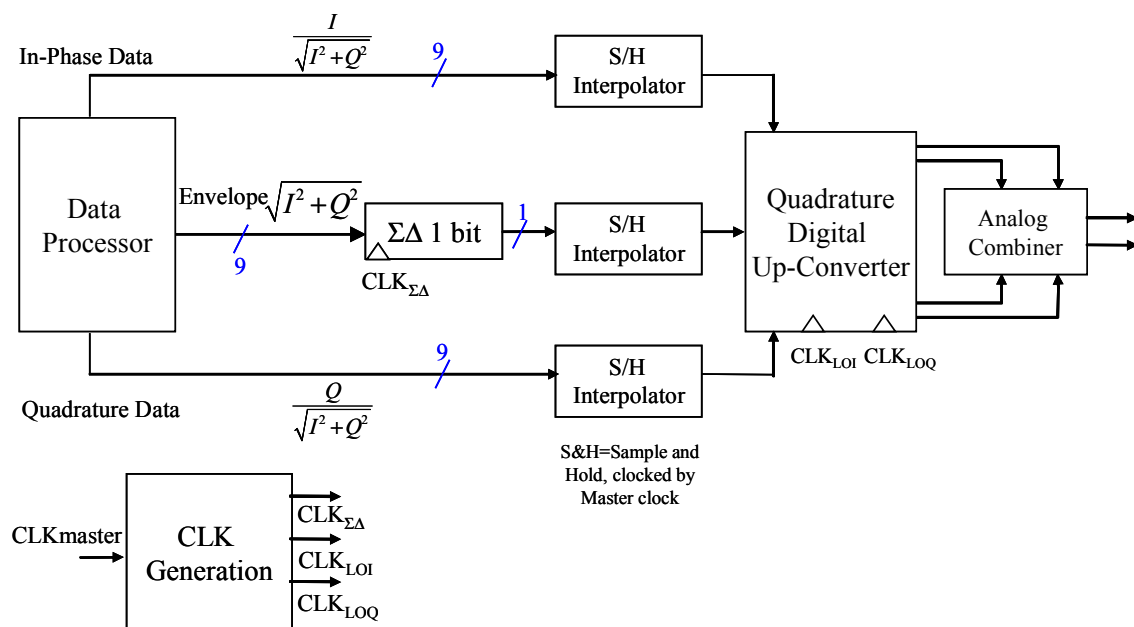 In-Phase Data
I
√I²+Q²
9
S/H
Interpolator
Data
Processor
Envelope √I²+Q²
9
ΣΔ 1 bit
CLKΣΔ
1
S/H
Interpolator
Quadrature
Digital
Up-Converter
CLKLOI CLKLOQ
Analog
Combiner
Quadrature Data
Q
√I²+Q²
9
S/H
Interpolator
S&H=Sample and
Hold, clocked by
Master clock
CLKmaster
CLK
Generation
CLKΣΔ
CLKLOI
CLKLOQ